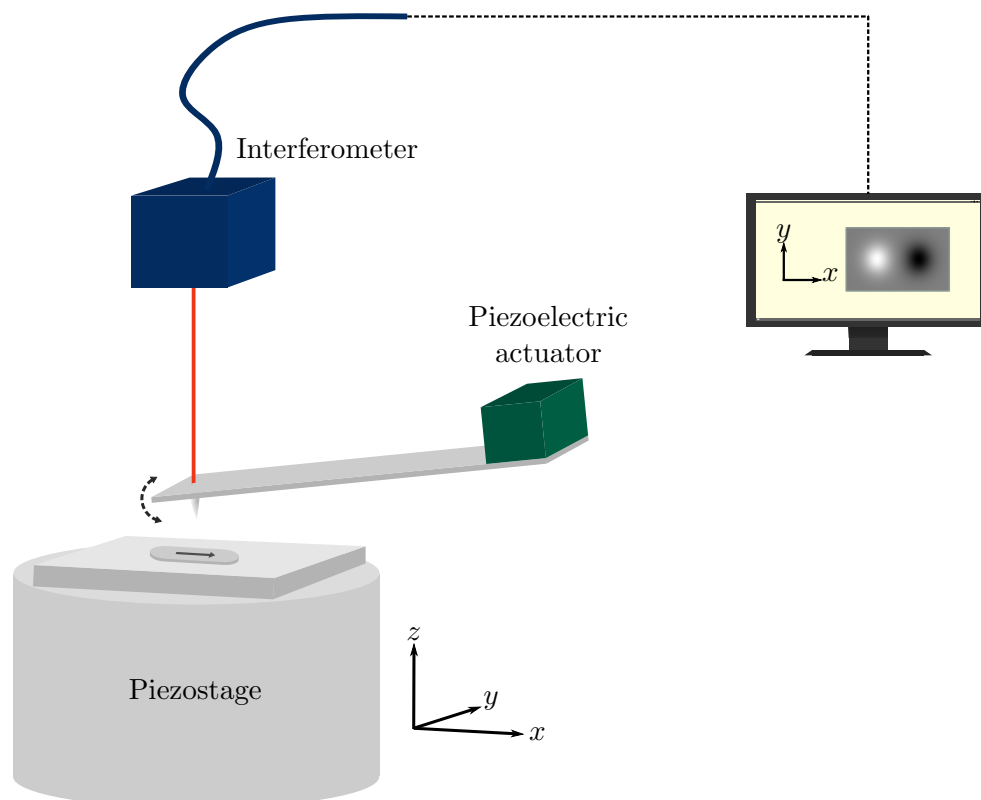 Interferometer
y
x
Piezoelectric
actuator
z
y
x
Piezostage